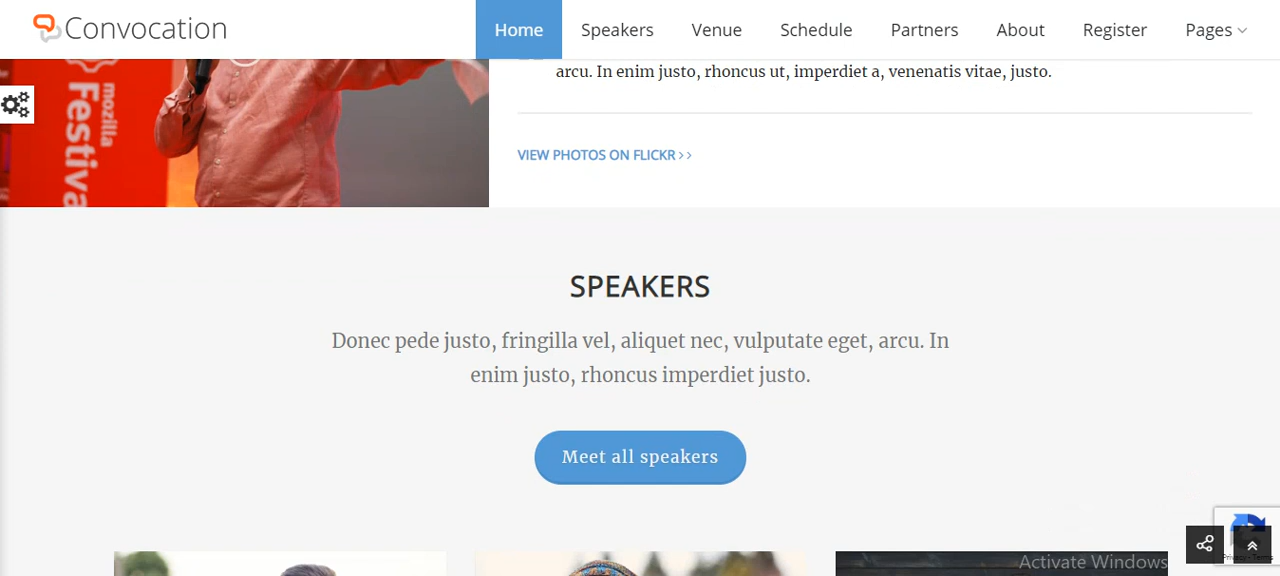 Convocation
Home
Speakers
Venue
Schedule
Partners
About
Register
Pages
arcu. In enim justo, rhoncus ut, imperdiet a, venenatis vitae, justo.
mozilla
Festiva
VIEW PHOTOS ON FLICKR >>
SPEAKERS
Donec pede justo, fringilla vel, aliquet nec, vulputate eget, arcu. In
enim justo, rhoncus imperdiet justo.
Meet all speakers
Activate Windows
Privacy - Terms